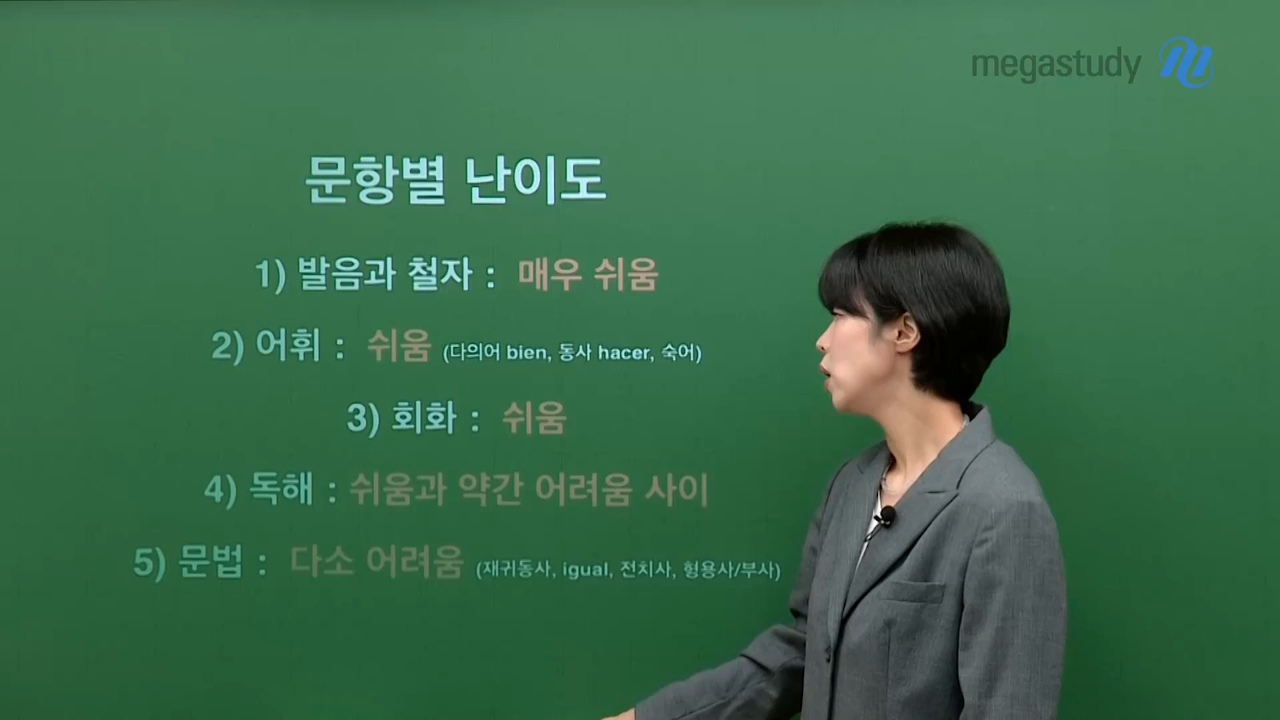 megastudy
문항별 난이도
1) 발음과 철자 : 매우 쉬움
2) 어휘 : 쉬움 (다의어 bien, 동사 hacer, 숙어)
3) 회화 : 쉬움
4) 독해 : 쉬움과 약간 어려움 사이
5) 문법 : 다소 어려움 (재귀동사, igual, 전치사, 형용사/부사)